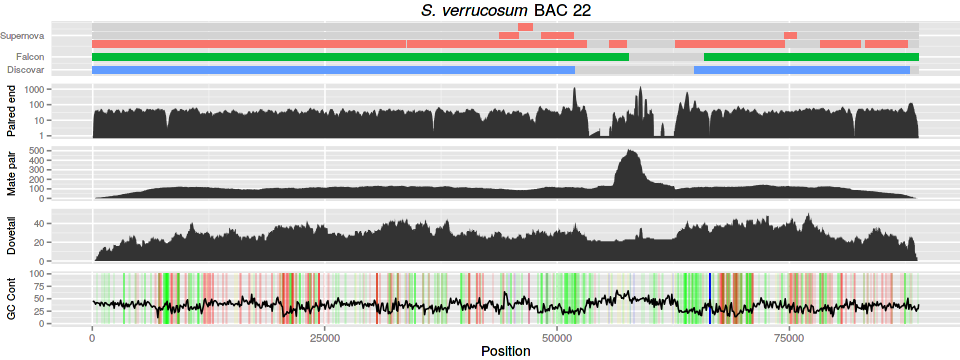 S. verrucosum BAC 22
Supernova
Falcon
Discovar
Paired end
1000
100
10
1
Mate pair
500
400
300
200
100
0
Dovetail
40
20
0
GC Cont
100
75
50
25
0
0 25000 50000 75000
Position